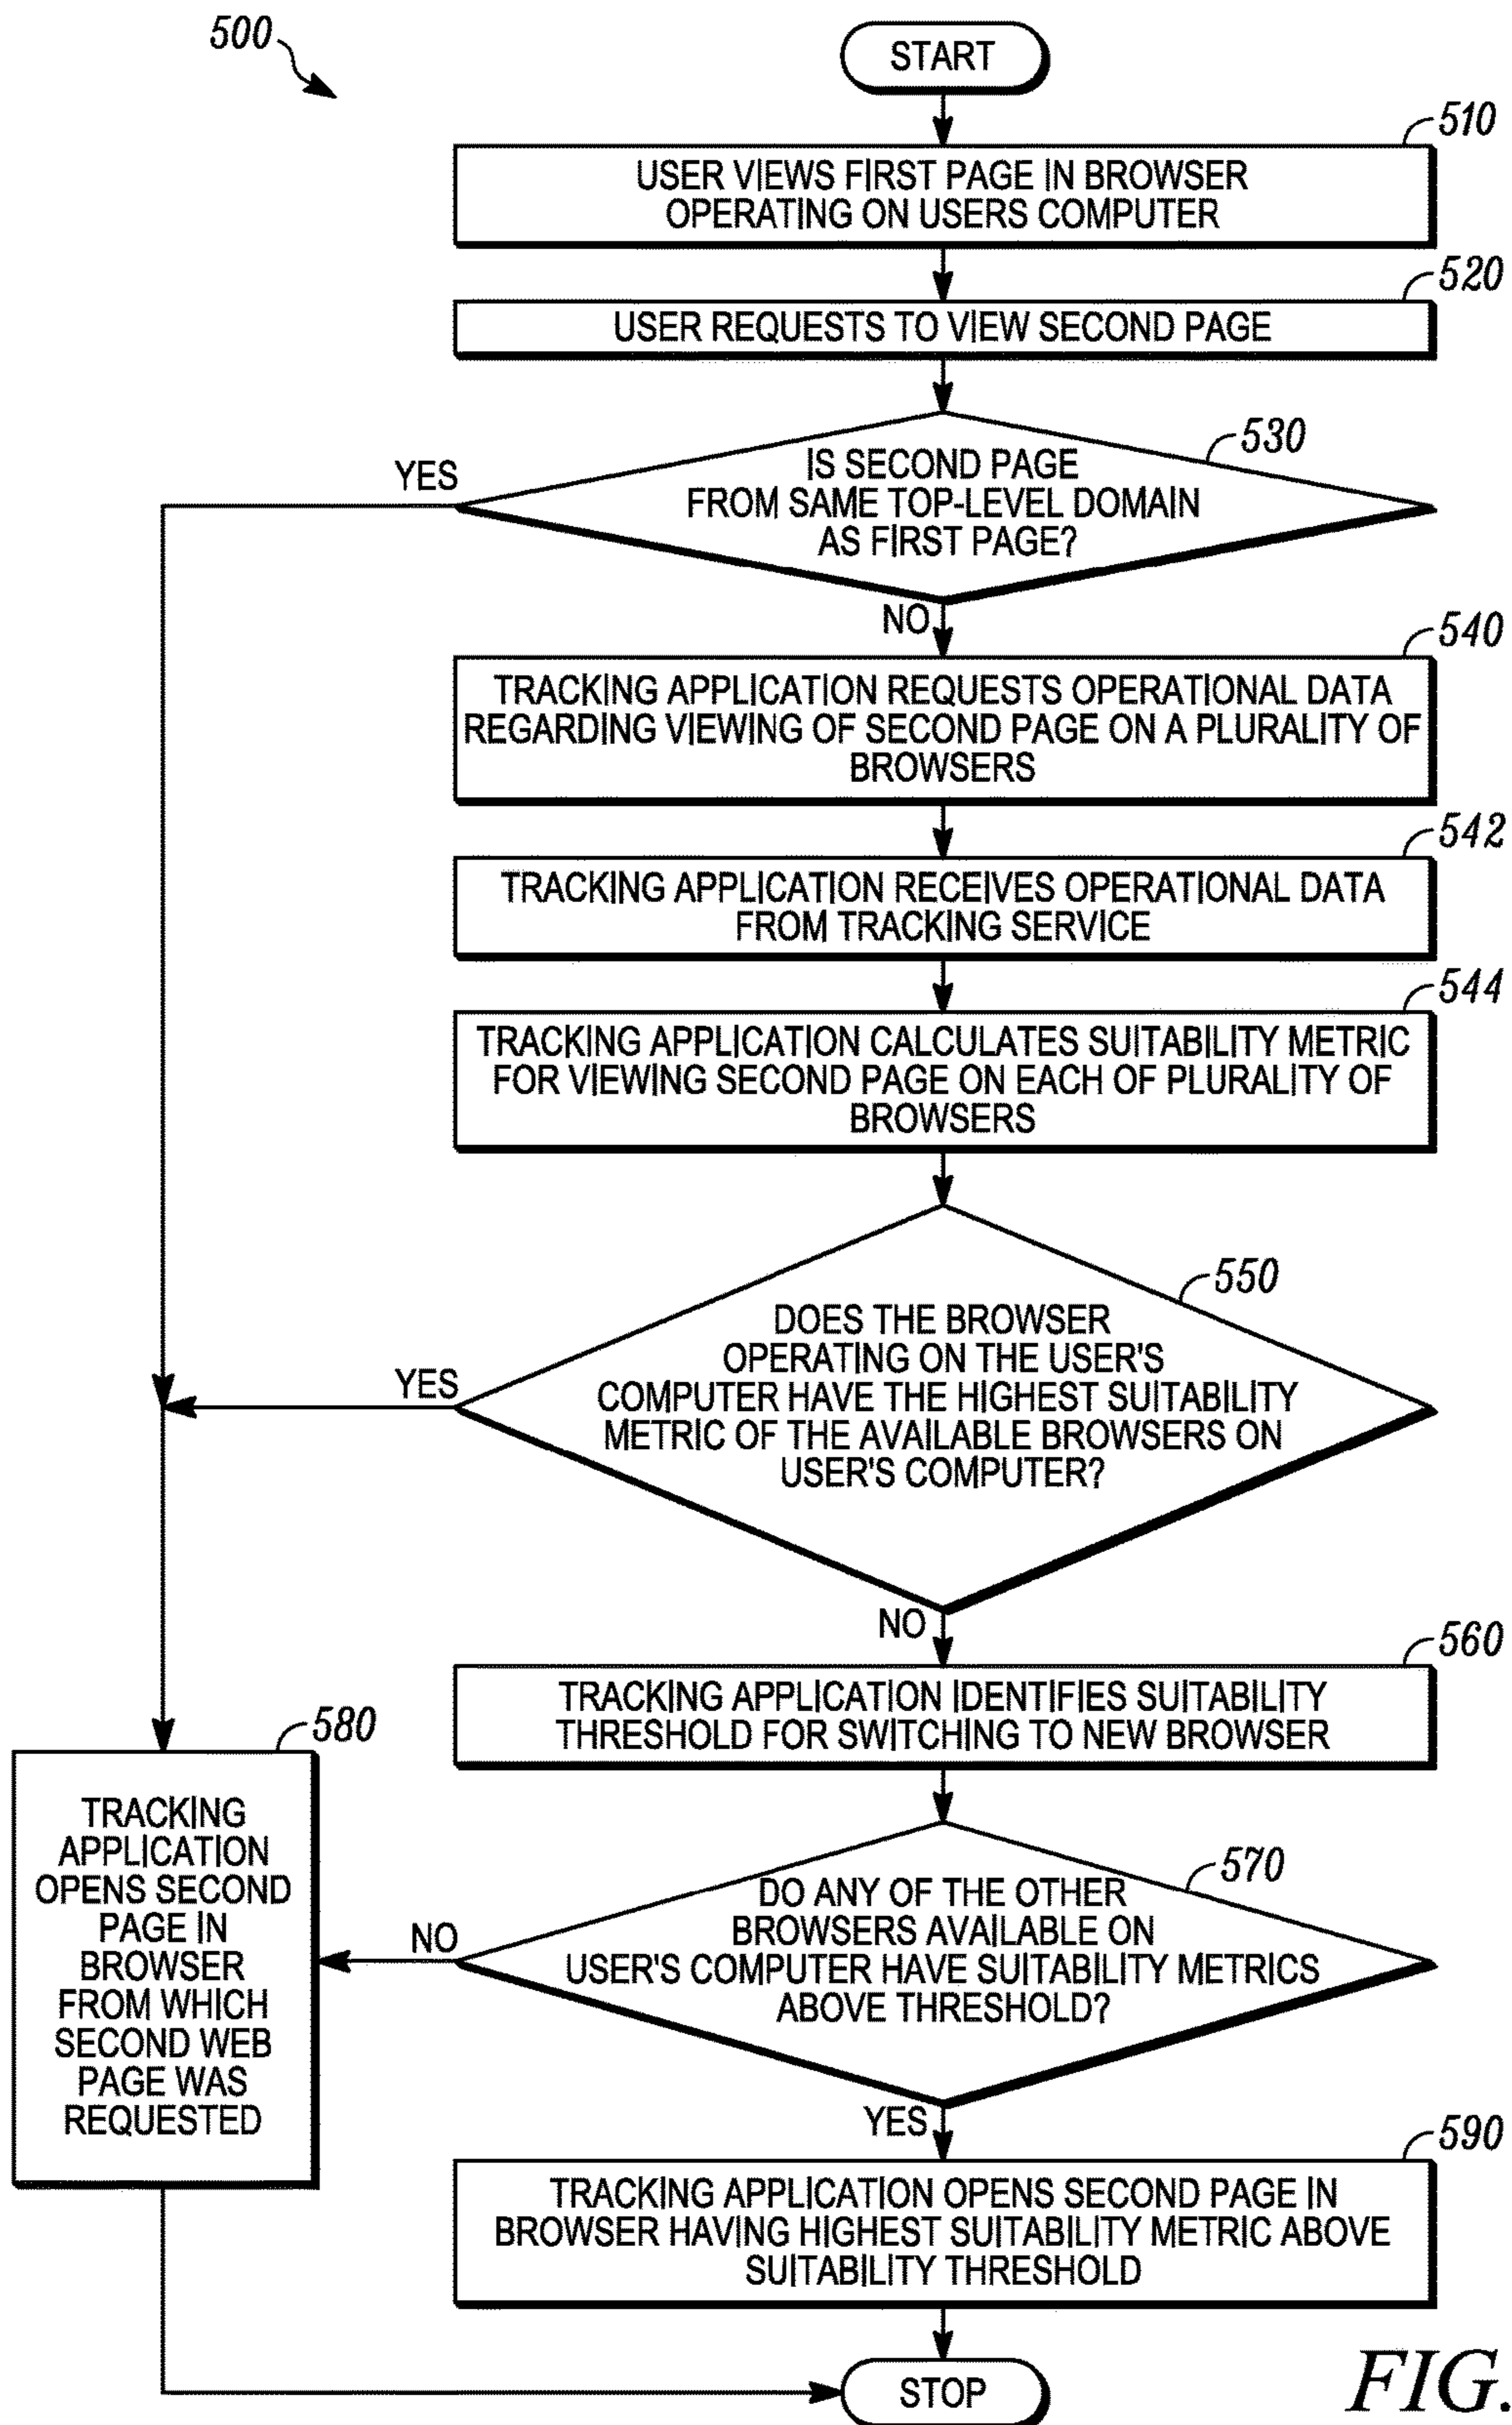 500
START
510
USER VIEWS FIRST PAGE IN BROWSER
OPERATING ON USERS COMPUTER
520
USER REQUESTS TO VIEW SECOND PAGE
530
IS SECOND PAGE
FROM SAME TOP-LEVEL DOMAIN
AS FIRST PAGE?
YES
NO
540
TRACKING APPLICATION REQUESTS OPERATIONAL DATA
REGARDING VIEWING OF SECOND PAGE ON A PLURALITY OF
BROWSERS
542
TRACKING APPLICATION RECEIVES OPERATIONAL DATA
FROM TRACKING SERVICE
544
TRACKING APPLICATION CALCULATES SUITABILITY METRIC
FOR VIEWING SECOND PAGE ON EACH OF PLURALITY OF
BROWSERS
550
DOES THE BROWSER
OPERATING ON THE USER'S
COMPUTER HAVE THE HIGHEST SUITABILITY
METRIC OF THE AVAILABLE BROWSERS ON
USER'S COMPUTER?
YES
NO
560
TRACKING APPLICATION IDENTIFIES SUITABILITY
THRESHOLD FOR SWITCHING TO NEW BROWSER
570
DO ANY OF THE OTHER
BROWSERS AVAILABLE ON
USER'S COMPUTER HAVE SUITABILITY METRICS
ABOVE THRESHOLD?
NO
YES
580
TRACKING
APPLICATION
OPENS SECOND
PAGE IN
BROWSER
FROM WHICH
SECOND WEB
PAGE WAS
REQUESTED
590
TRACKING APPLICATION OPENS SECOND PAGE IN
BROWSER HAVING HIGHEST SUITABILITY METRIC ABOVE
SUITABILITY THRESHOLD
STOP
FIG.